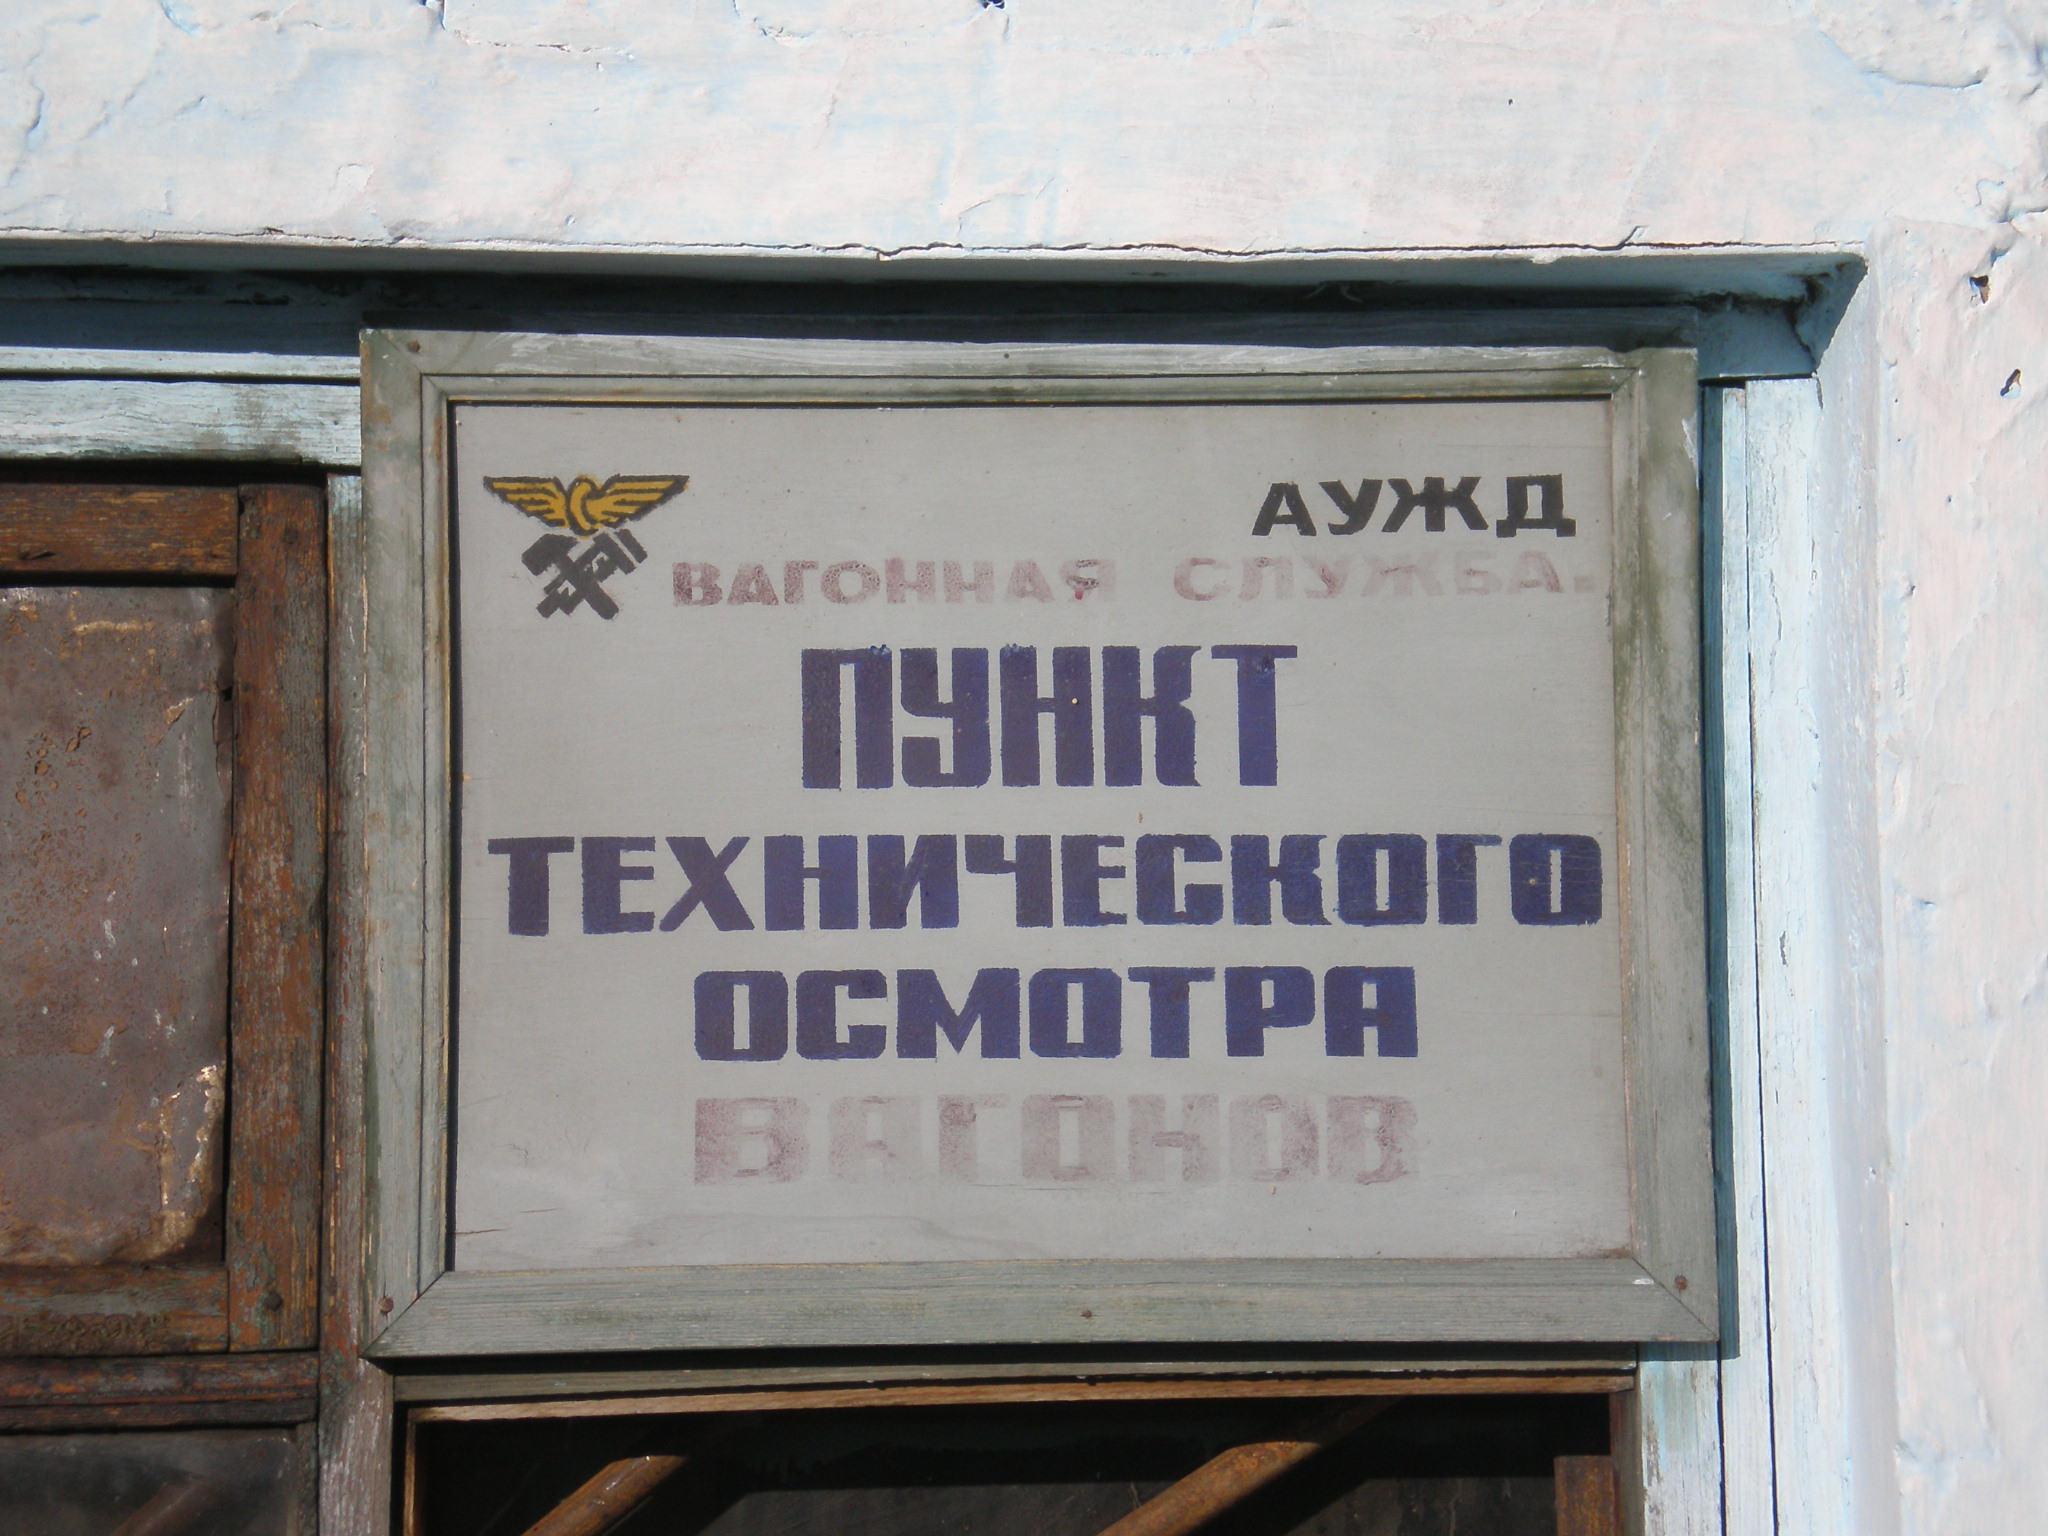 АУЖД
ВАГОННАЯ СЛУЖБА.
ПУНКТ
ТЕХНИЧЕСКОГО
ОСМОТРА
ВАГОНОВ